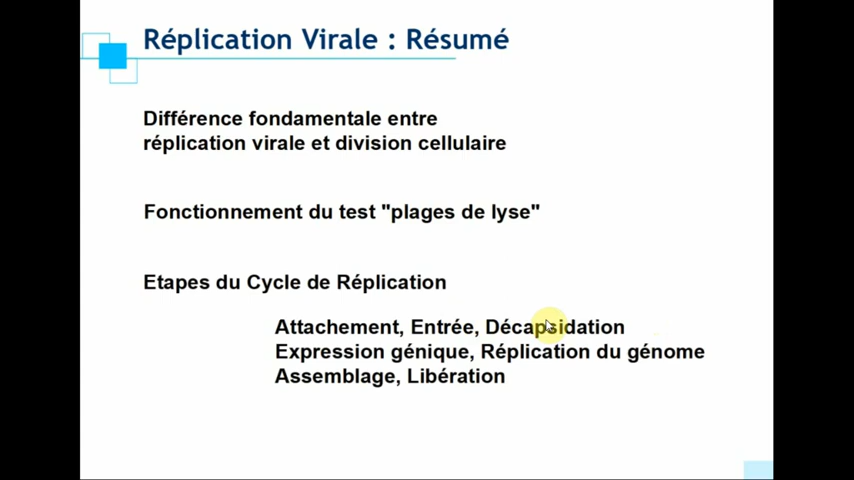 Réplication Virale : Résumé
Différence fondamentale entre
réplication virale et division cellulaire
Fonctionnement du test "plages de lyse"
Etapes du Cycle de Réplication
Attachement, Entrée, Décapsidation
Expression génique, Réplication du génome
Assemblage, Libération